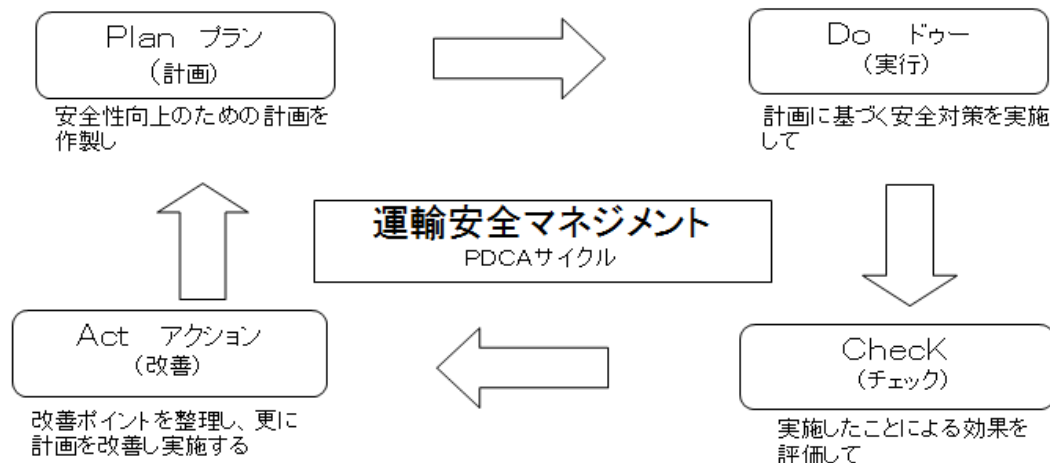 Plan プラン
(計画)
安全性向上のための計画を
作製し
Do ドゥー
(実行)
計画に基づく安全対策を実施
して
運輸安全マネジメント
PDCAサイクル
ChecK
(チェック)
実施したことによる効果を
評価して
Act アクション
(改善)
改善ポイントを整理し、更に
計画を改善し実施する